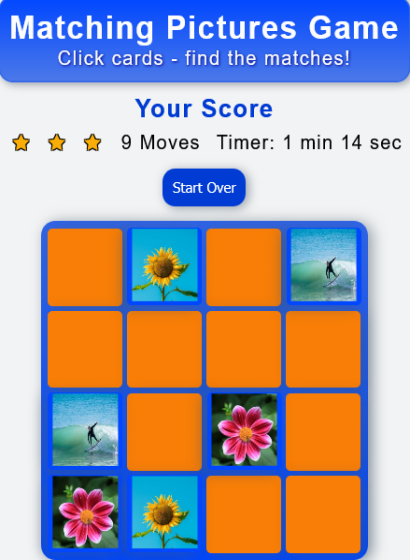 Matching Pictures Game
Click cards - find the matches!
Your Score
9 Moves Timer: 1 min 14 sec
Start Over